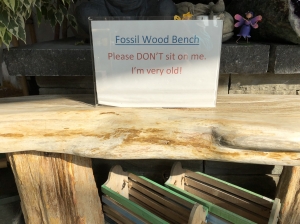 Fossil Wood Bench
Please DON'T sit on me.
I'm very old!